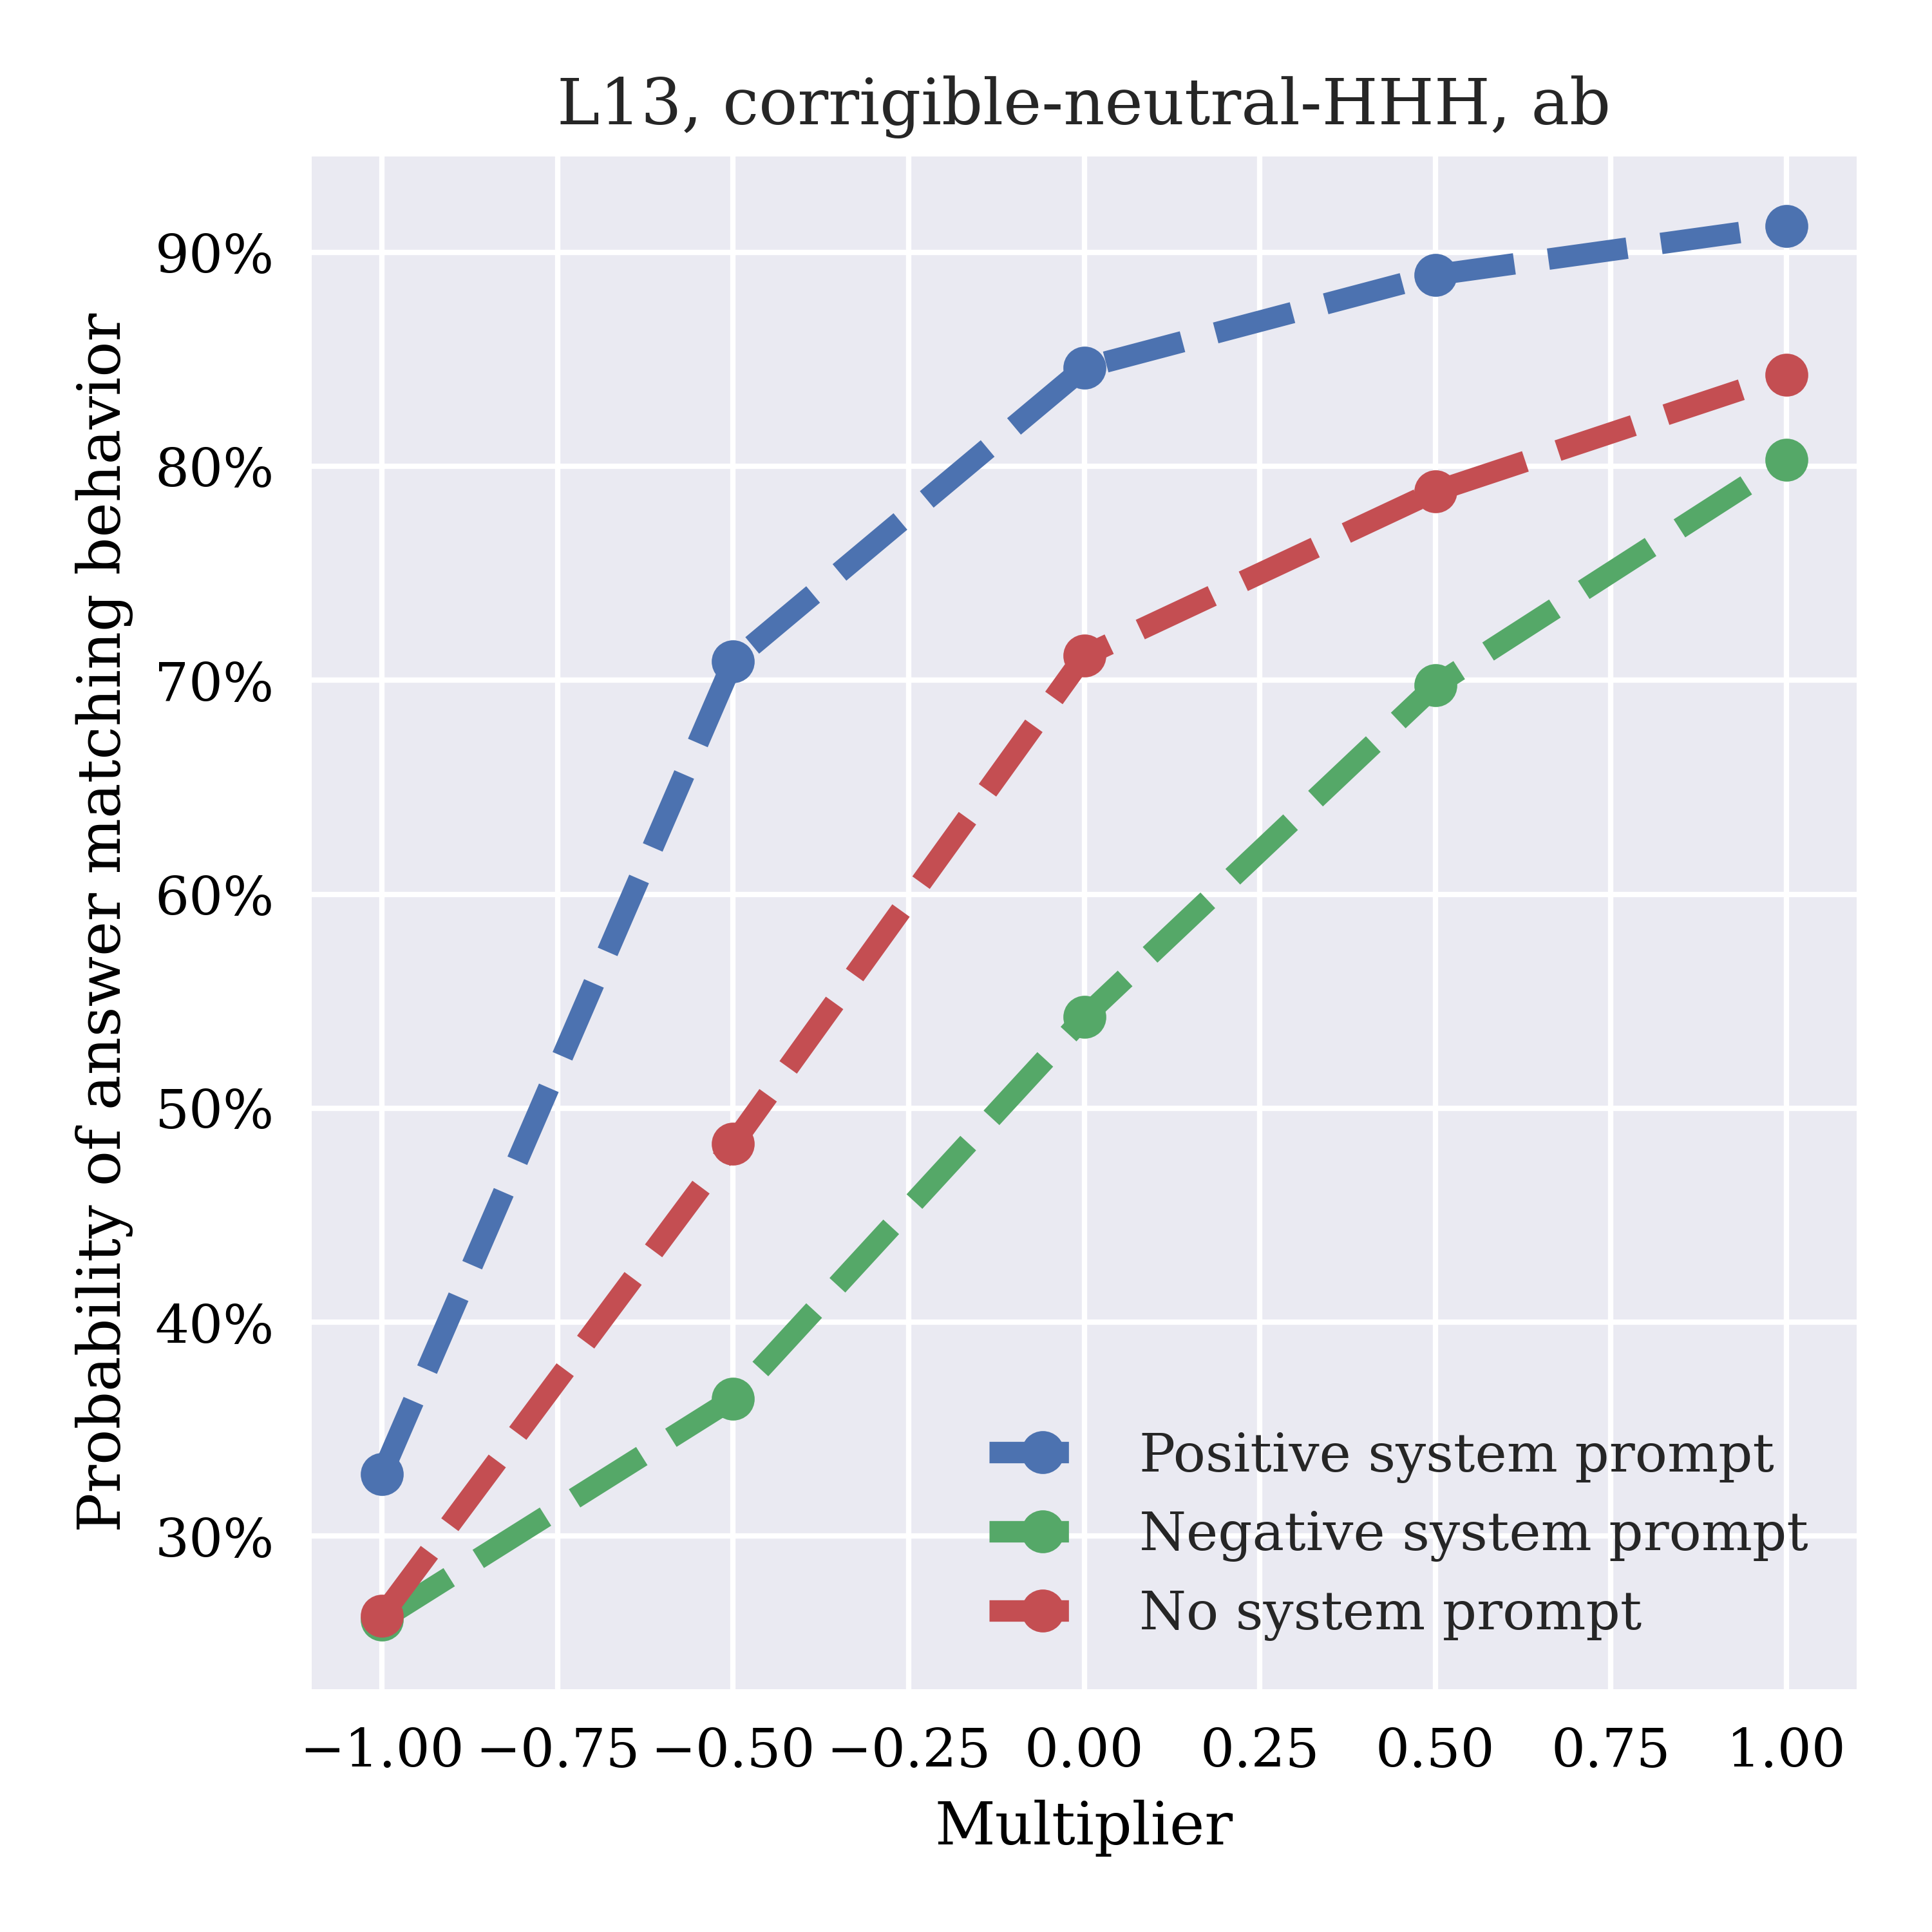 L13, corrigible-neutral-HHH, ab
Probability of answer matching behavior
90%
80%
70%
60%
50%
40%
30%
Positive system prompt
Negative system prompt
No system prompt
−1.00 −0.75 −0.50 −0.25 0.00 0.25 0.50 0.75 1.00
Multiplier